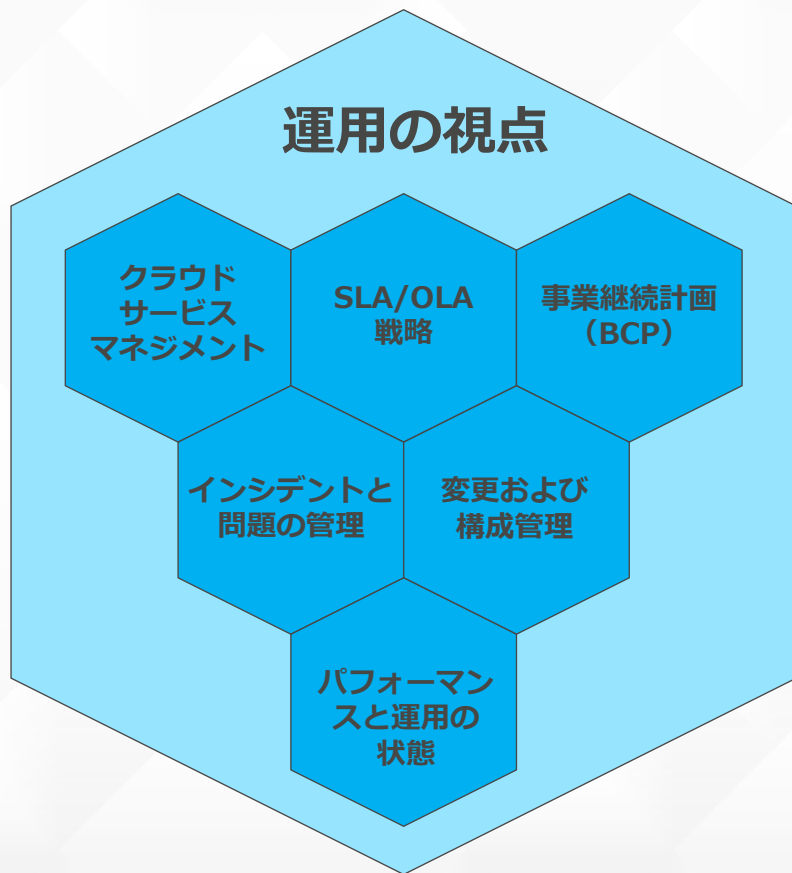 運用の視点
クラウド
サービス
マネジメント
SLA/OLA
戦略
事業継続計画
（BCP）
インシデントと
問題の管理
変更および
構成管理
パフォーマン
スと運用の
状態